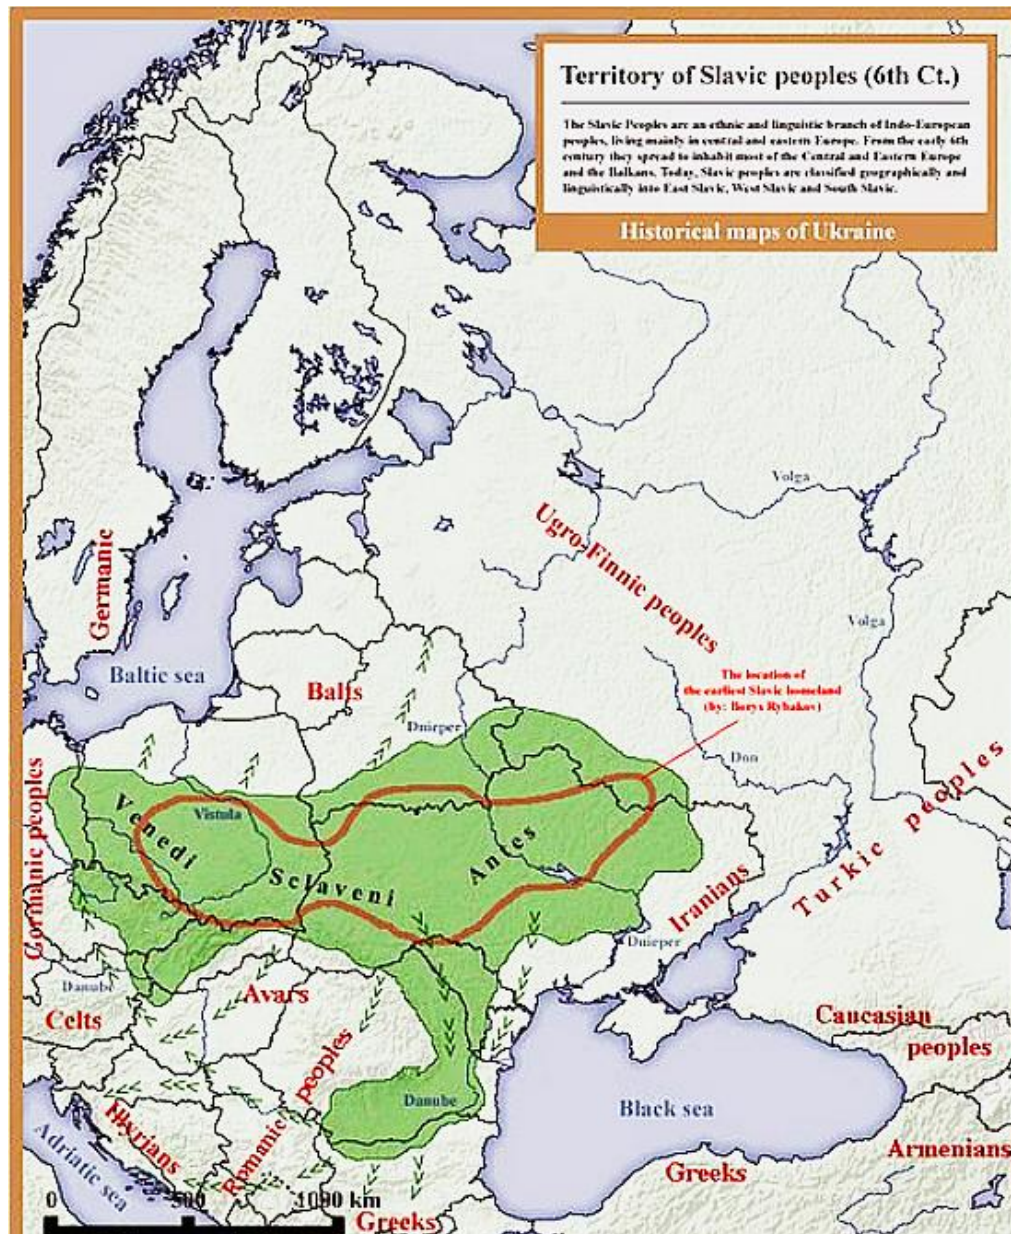 Territory of Slavic peoples (6th Ct.)
The Slavic Peoples are an ethnic and linguistic branch of Indo-European
peoples, living mainly in central and eastern Europe. From the early 6th
century they spread to inhabit most of the Central and Eastern Europe
and the Balkans. Today, Slavic peoples are classified geographically and
linguistically into East Slavic, West Slavic and South Slavic.
Historical maps of Ukraine
Volga
Ugro-Finnic peoples
Germanic
Volga
Baltic sea
Balts
The location of
the earliest Slavic homeland
(by: Borys Rybakov)
Dnieper
Don
Germanic peoples
Turkic peoples
Venedi
Vistula
Sclaveni
Antes
Iranians
Dnieper
Danube
Avars
Celts
Caucasian
peoples
Romanic peoples
Danube
Black sea
Illyrians
Adriatic sea
Armenians
Greeks
0 500 1000 km
Greeks